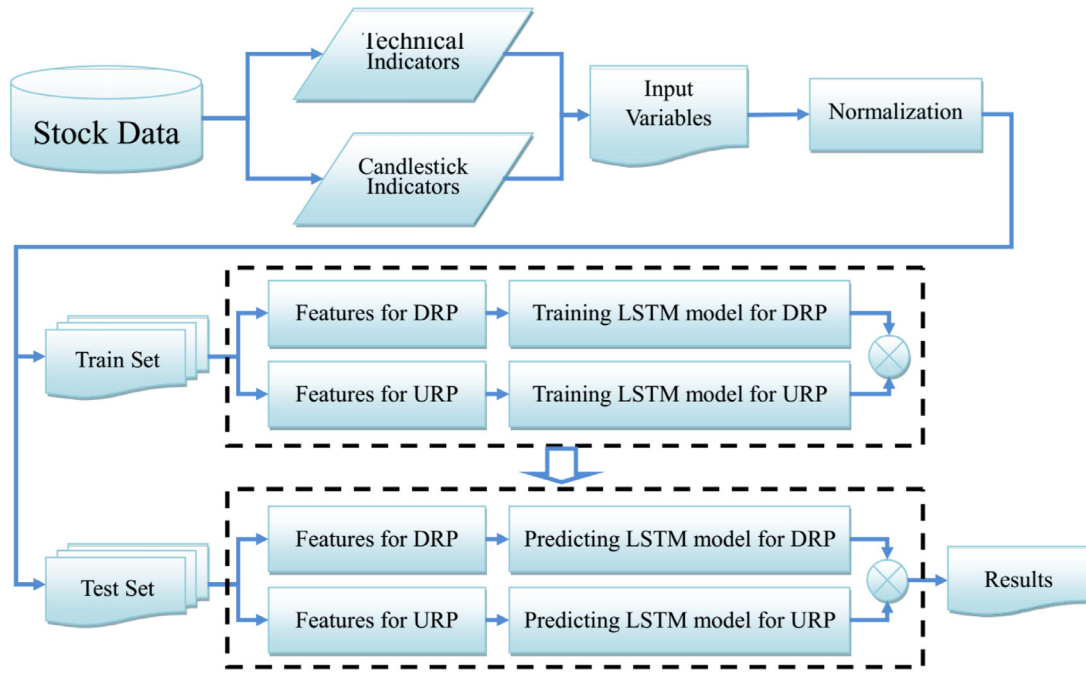 Stock Data
Technical
Indicators
Candlestick
Indicators
Input
Variables
Normalization
Train Set
Features for DRP
Training LSTM model for DRP
Features for URP
Training LSTM model for URP
Test Set
Features for DRP
Predicting LSTM model for DRP
Features for URP
Predicting LSTM model for URP
Results